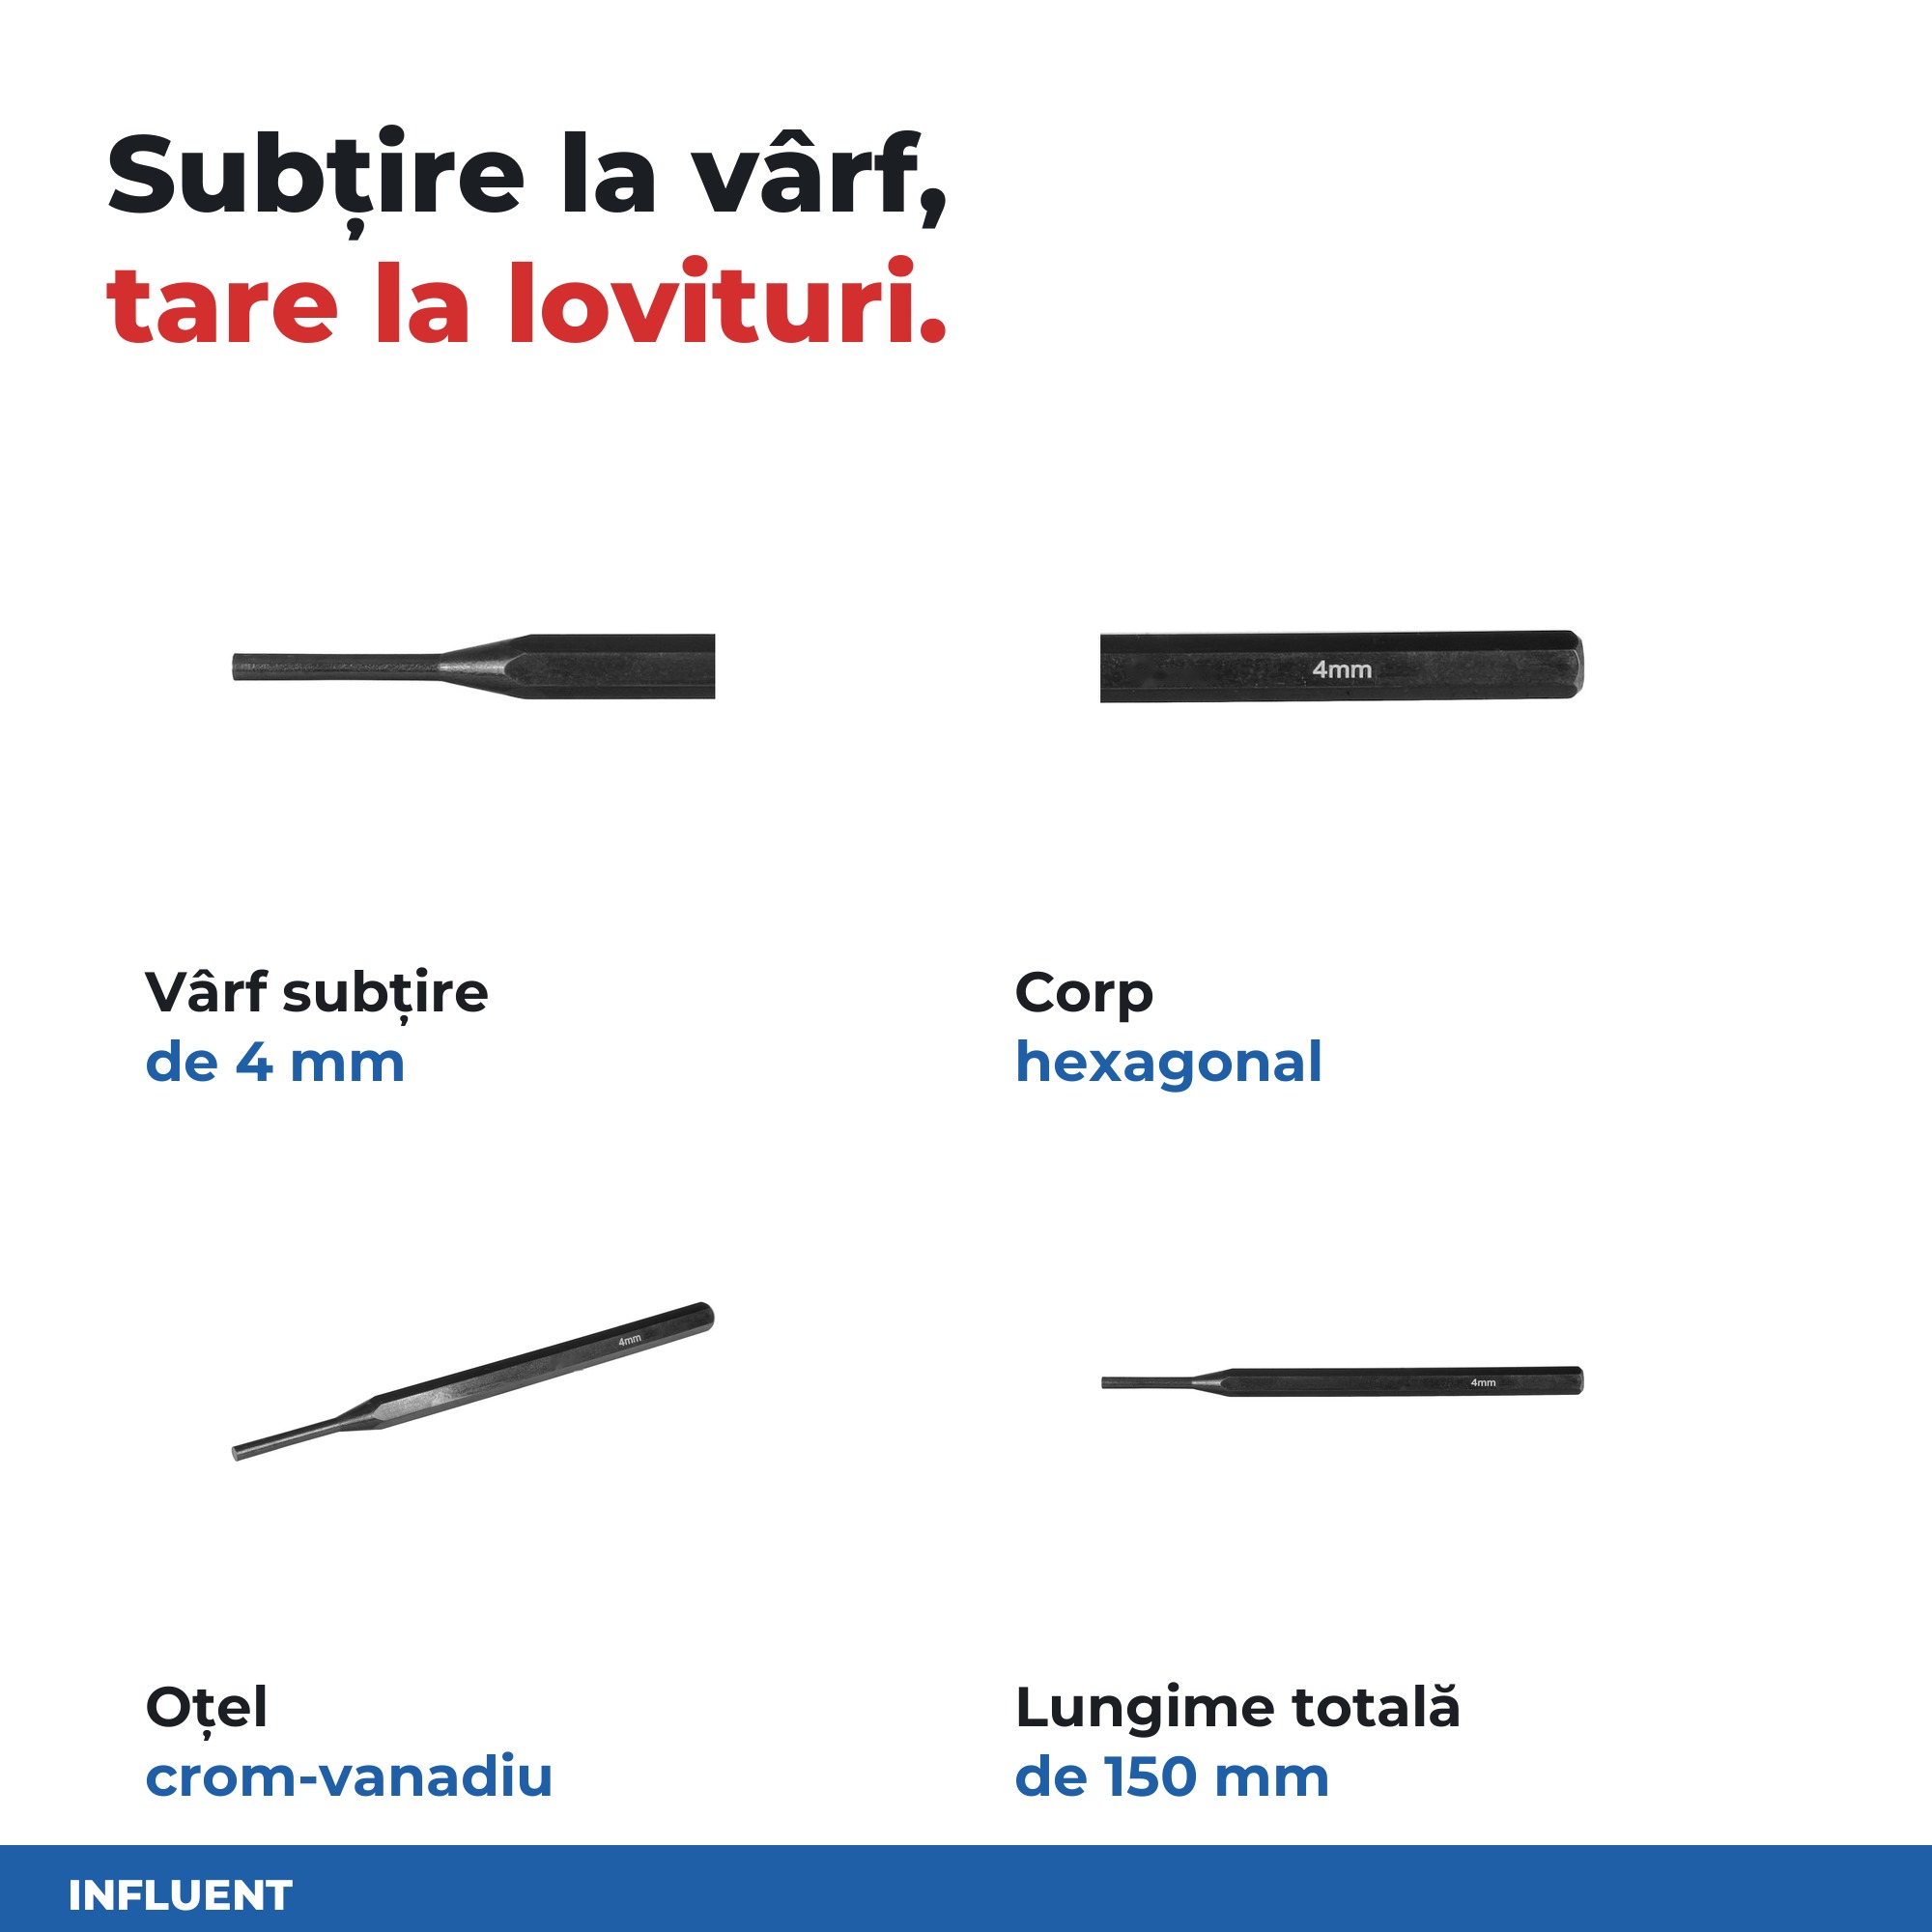 Subțire la vârf,
tare la lovituri.
4mm
Vârf subțire
de 4 mm
Corp
hexagonal
4mm
4mm
Oțel
crom-vanadiu
Lungime totală
de 150 mm
INFLUENT